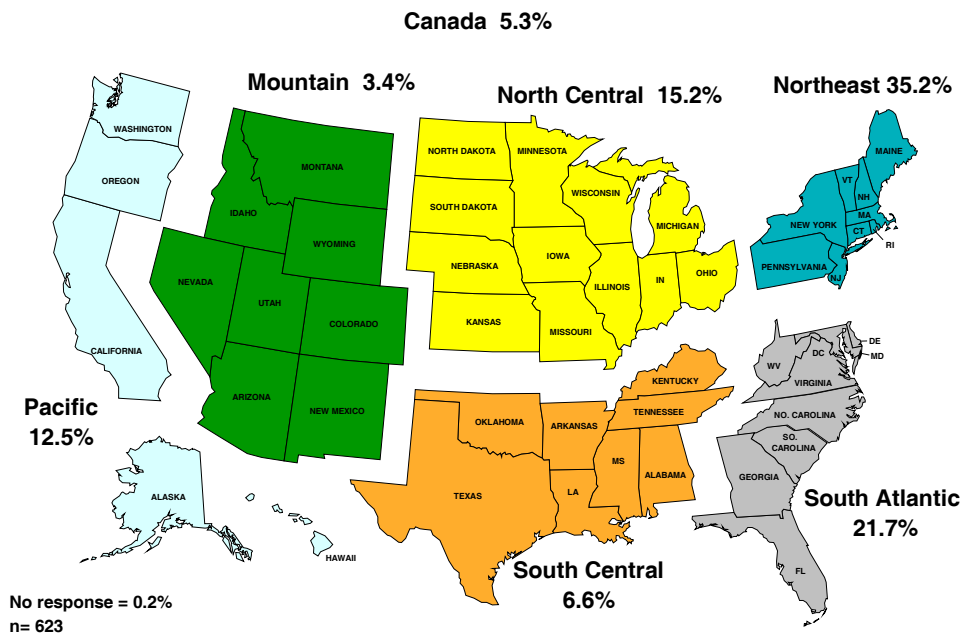 Canada 5.3%
Mountain 3.4%
North Central 15.2%
Northeast 35.2%
WASHINGTON
OREGON
CALIFORNIA
Pacific
12.5%
ALASKA
HAWAII
MONTANA
IDAHO
WYOMING
NEVADA
UTAH
COLORADO
ARIZONA
NEW MEXICO
NORTH DAKOTA
MINNESOTA
SOUTH DAKOTA
WISCONSIN
MICHIGAN
NEBRASKA
IOWA
ILLINOIS
IN
OHIO
KANSAS
MISSOURI
MAINE
VT
NH
MA
NEW YORK
CT
RI
PENNSYLVANIA
NJ
KENTUCKY
TENNESSEE
OKLAHOMA
ARKANSAS
TEXAS
LA
MS
ALABAMA
South Central
6.6%
DE
MD
DC
WV
VIRGINIA
NO. CAROLINA
SO.
CAROLINA
GEORGIA
FL
South Atlantic
21.7%
No response = 0.2%
n= 623